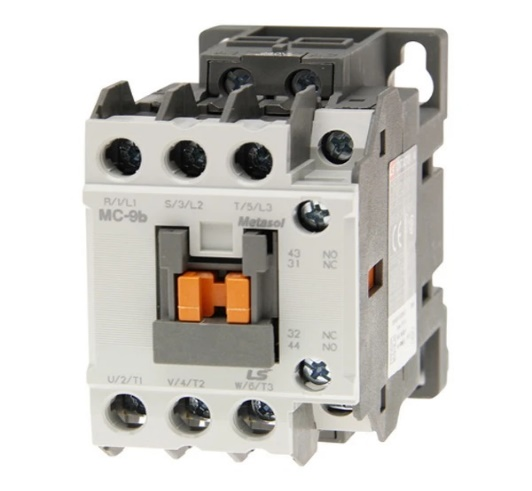 R/1/L1 S/3/L2 T/5/L3
MC-9b Metasol
43 NO
31 NC
32 NC
44 NO
LS
U/2/T1 V/4/T2 W/6/T3
CE